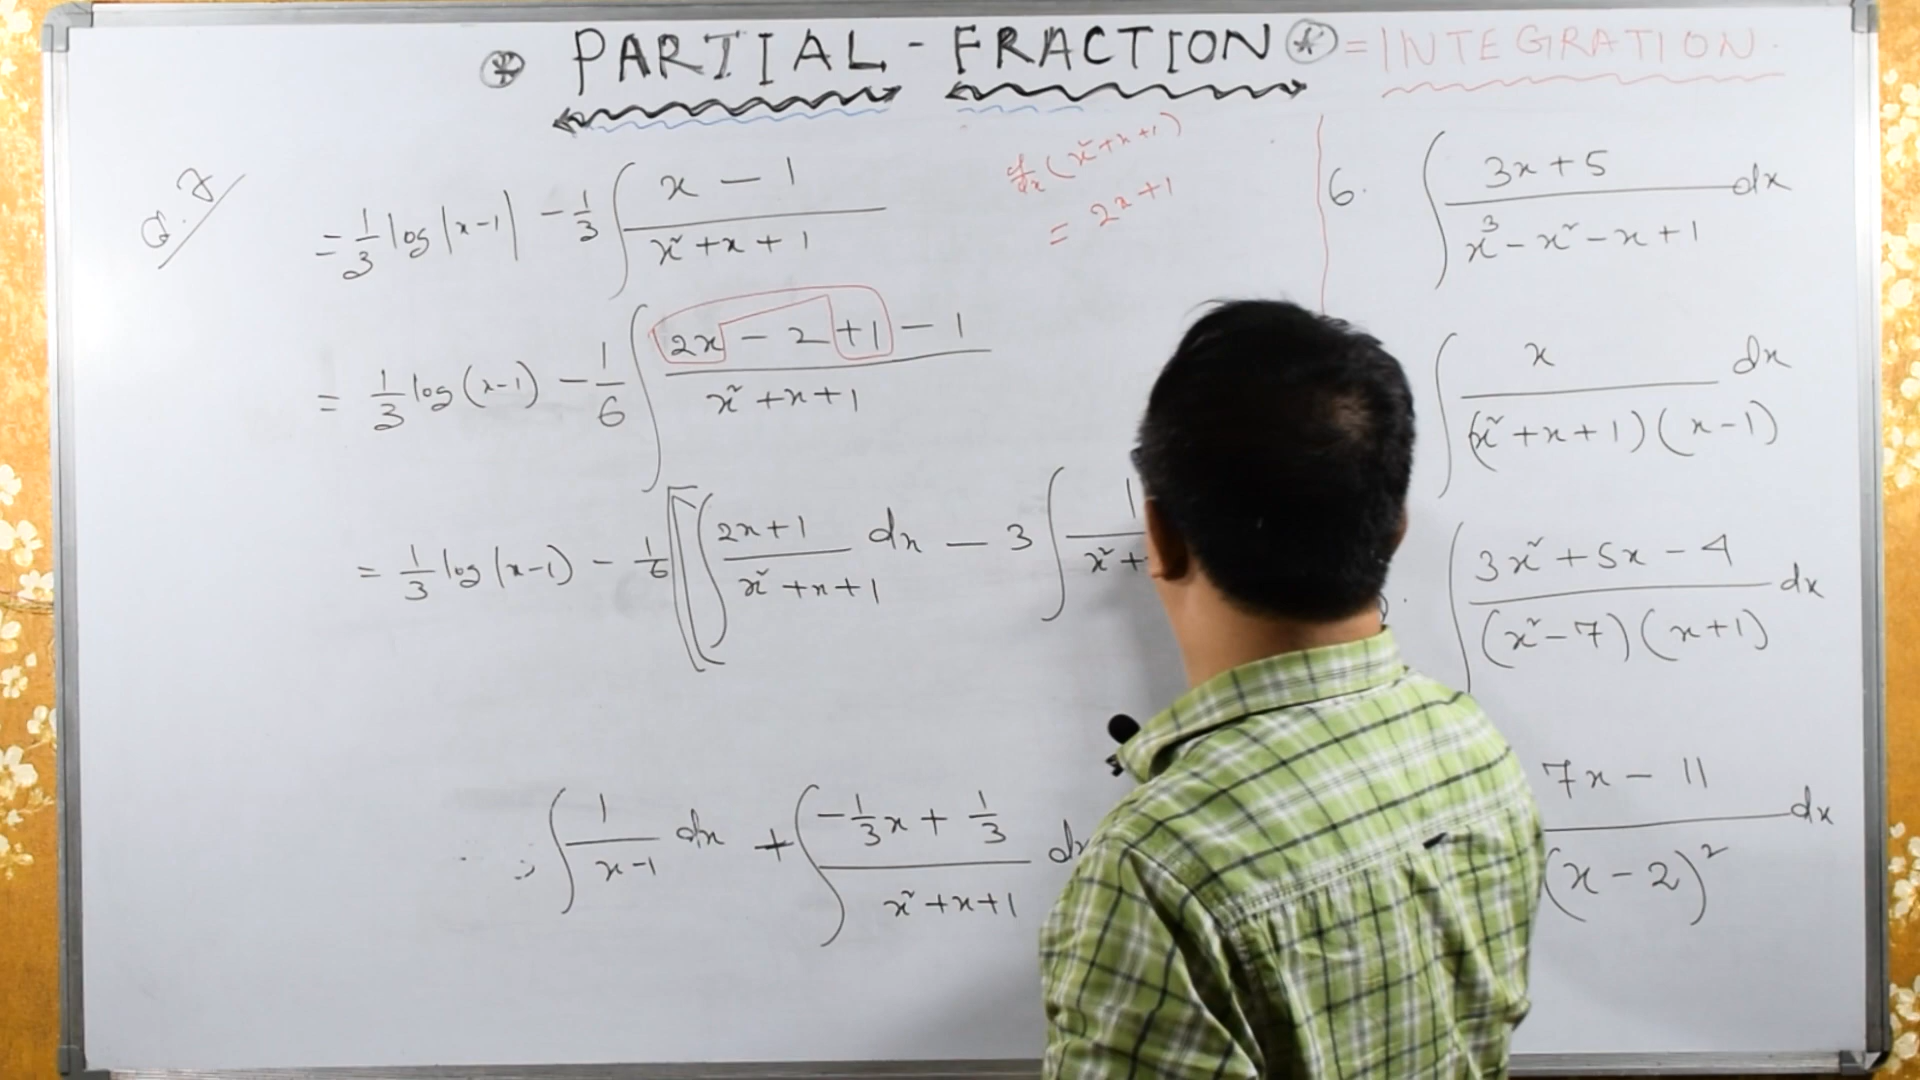 * PARTIAL - FRACTION * = INTEGRATION.
Q.7
= 1/3 log|x-1| - 1/3 ∫ (x - 1)/(x² + x + 1)
d/dx (x² + x + 1)
= 2x + 1
= 1/3 log(x-1) - 1/6 ∫ (2x - 2 + 1 - 1)/(x² + x + 1)
= 1/3 log(x-1) - 1/6 [∫ (2x+1)/(x² + x + 1) dx - 3 ∫ 1/(x² +
∴ ∫ 1/(x-1) dx + ∫ (-1/3 x + 1/3)/(x² + x + 1) dx
6. ∫ (3x + 5)/(x³ - x² - x + 1) dx
∫ x/((x² + x + 1)(x - 1)) dx
∫ (3x² + 5x - 4)/((x² - 7)(x + 1)) dx
(7x - 11)/(x - 2)² dx